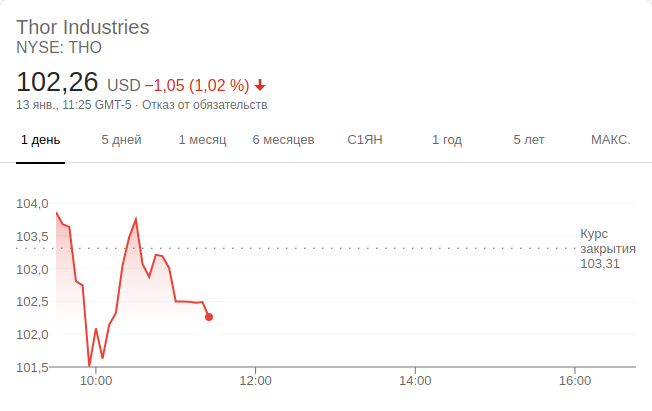 Thor Industries
NYSE: THO
102,26 USD −1,05 (1,02 %)
13 янв., 11:25 GMT-5 · Отказ от обязательств
1 день 5 дней 1 месяц 6 месяцев С1ЯН 1 год 5 лет МАКС.
104,0
103,5
103,0
102,5
102,0
101,5
Курс
закрытия
103,31
10:00 12:00 14:00 16:00